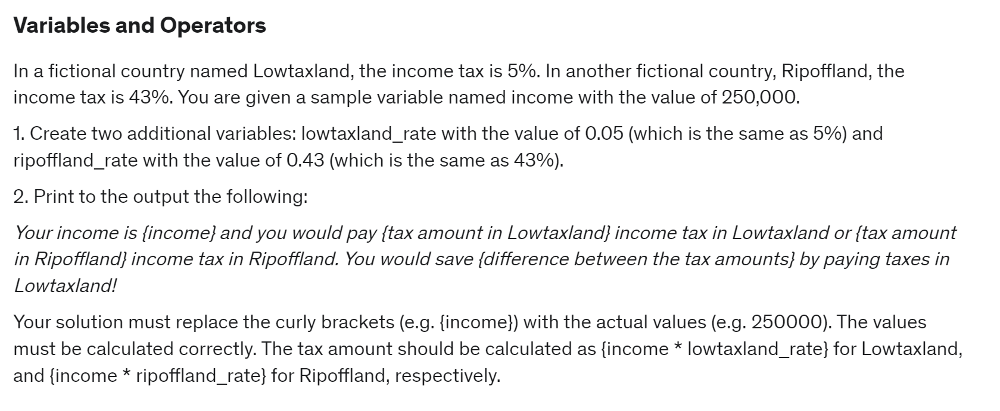 Variables and Operators
In a fictional country named Lowtaxland, the income tax is 5%. In another fictional country, Ripoffland, the
income tax is 43%. You are given a sample variable named income with the value of 250,000.
1. Create two additional variables: lowtaxland_rate with the value of 0.05 (which is the same as 5%) and
ripoffland_rate with the value of 0.43 (which is the same as 43%).
2. Print to the output the following:
Your income is {income} and you would pay {tax amount in Lowtaxland} income tax in Lowtaxland or {tax amount
in Ripoffland} income tax in Ripoffland. You would save {difference between the tax amounts} by paying taxes in
Lowtaxland!
Your solution must replace the curly brackets (e.g. {income}) with the actual values (e.g. 250000). The values
must be calculated correctly. The tax amount should be calculated as {income * lowtaxland_rate} for Lowtaxland,
and {income * ripoffland_rate} for Ripoffland, respectively.